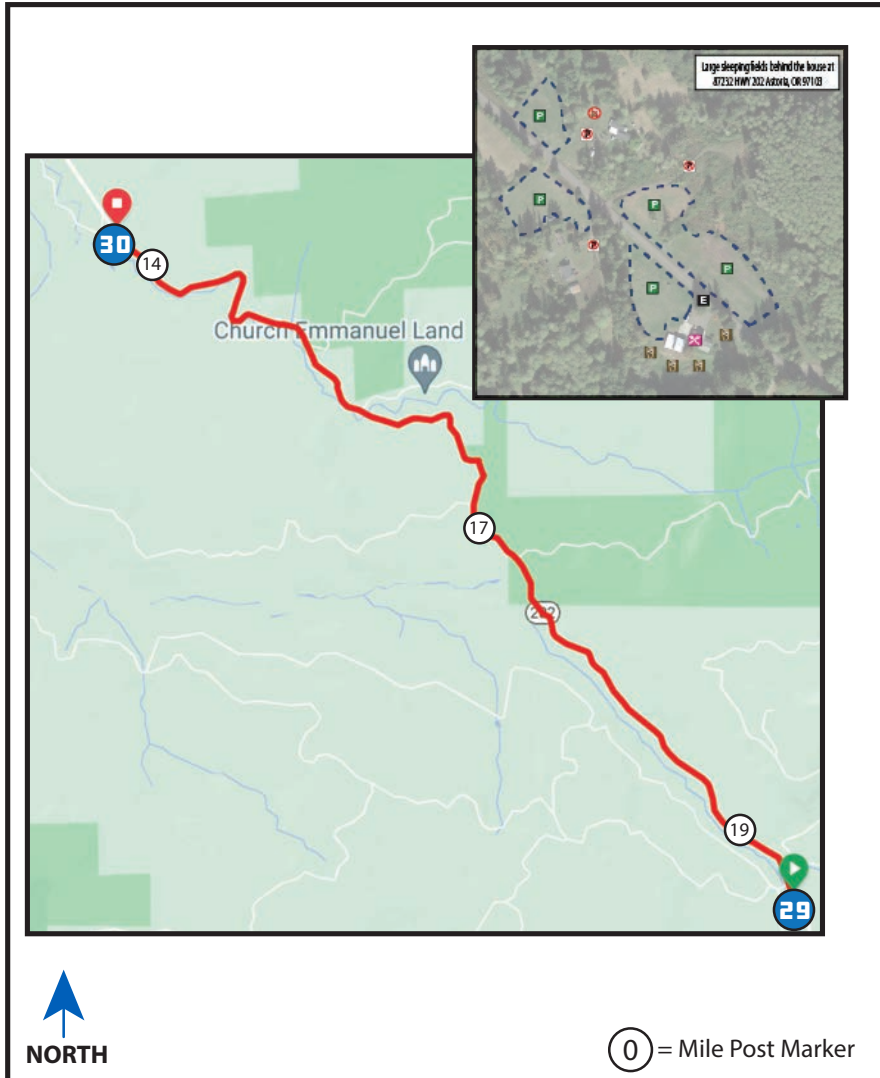 Large sleeping fields behind the house at
87232 HWY 202 Astoria, OR 97103
P
P
P
P
P
E
30
14
Church Emmanuel Land
17
202
19
29
NORTH
0 = Mile Post Marker